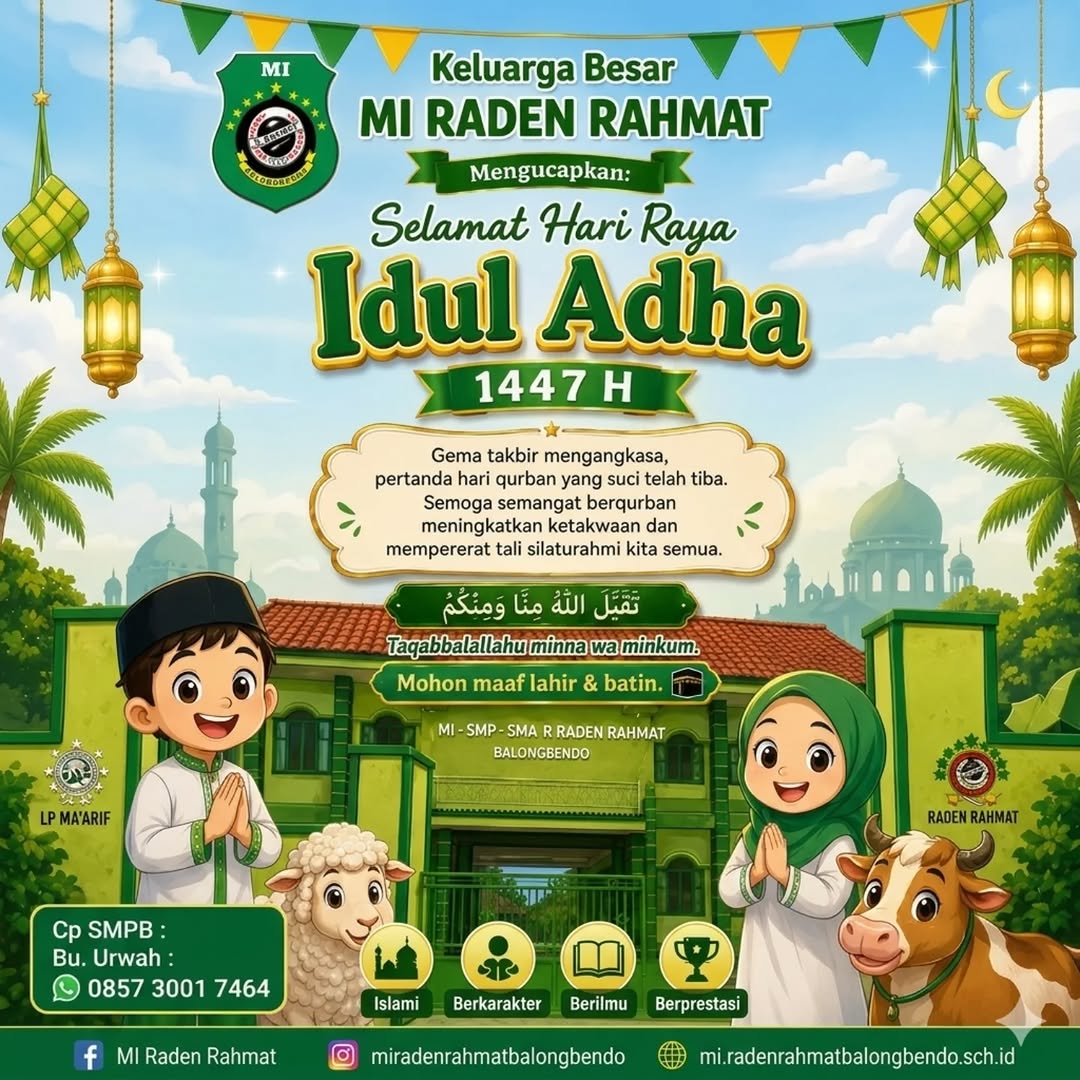 MI
Keluarga Besar
MI RADEN RAHMAT
Mengucapkan:
Selamat Hari Raya
Idul Adha
1447 H
Gema takbir mengangkasa,
pertanda hari qurban yang suci telah tiba.
Semoga semangat berqurban
meningkatkan ketakwaan dan
mempererat tali silaturahmi kita semua.
تَقَبَّلَ اللّٰهُ مِنَّا وَمِنْكُمْ
Taqabbalallahu minna wa minkum.
Mohon maaf lahir & batin.
MI - SMP - SMA R RADEN RAHMAT
BALONGBENDO
LP MA'ARIF
RADEN RAHMAT
Cp SMPB :
Bu. Urwah :
0857 3001 7464
Islami
Berkarakter
Berilmu
Berprestasi
MI Raden Rahmat
miradenrahmatbalongbendo
mi.radenrahmatbalongbendo.sch.id